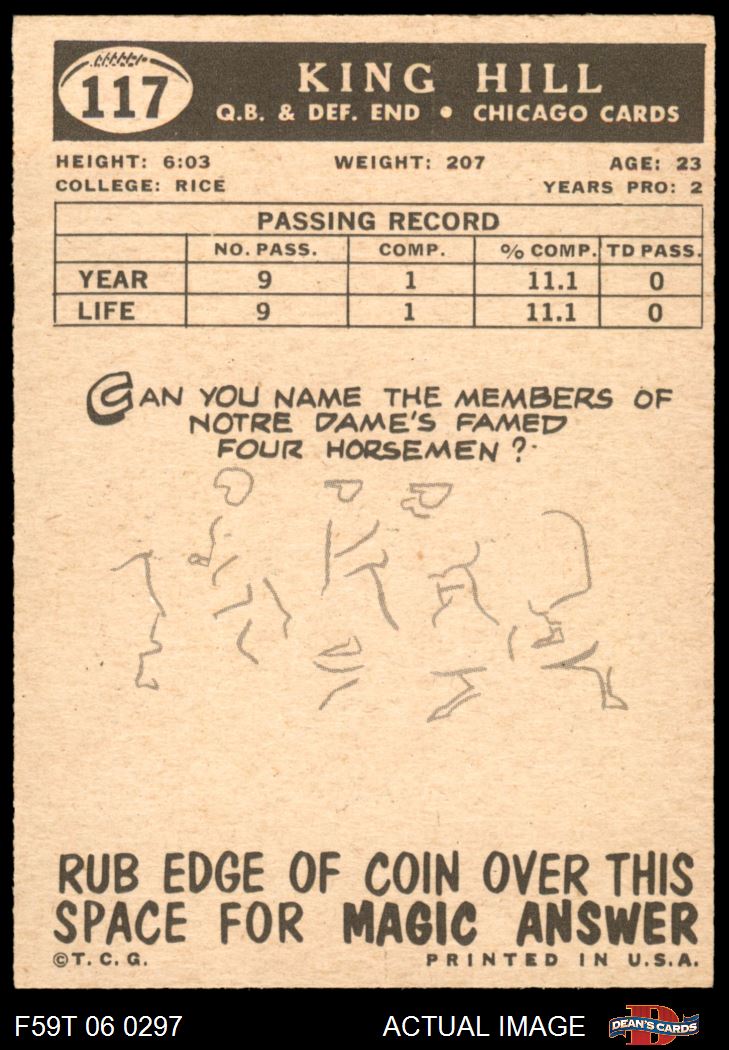 117
KING HILL
Q.B. & DEF. END • CHICAGO CARDS
HEIGHT: 6:03 WEIGHT: 207 AGE: 23
COLLEGE: RICE YEARS PRO: 2
PASSING RECORD
NO. PASS. COMP. % COMP. TD PASS.
YEAR 9 1 11.1 0
LIFE 9 1 11.1 0
CAN YOU NAME THE MEMBERS OF
NOTRE DAME'S FAMED
FOUR HORSEMEN?
RUB EDGE OF COIN OVER THIS
SPACE FOR MAGIC ANSWER
©T.C.G. PRINTED IN U.S.A.
F59T 06 0297 ACTUAL IMAGE DEAN'S CARDS